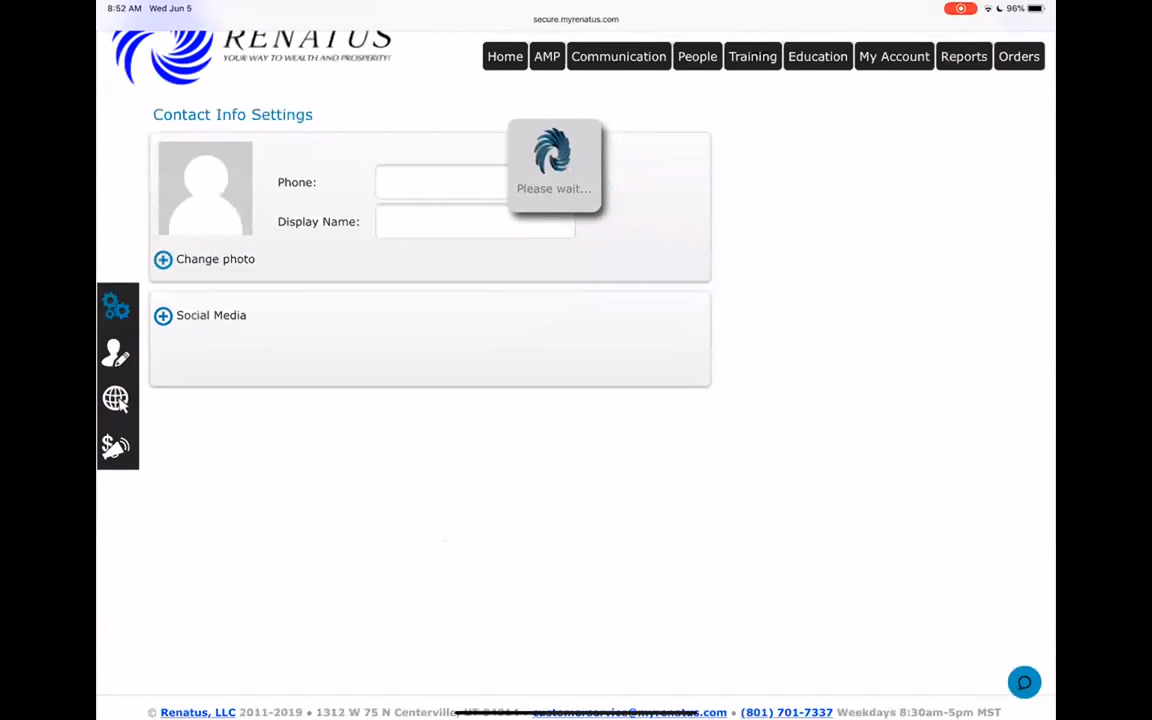 8:52 AM Wed Jun 5
96%
secure.myrenatus.com
RENATUS
YOUR WAY TO WEALTH AND PROSPERITY!
Home AMP Communication People Training Education My Account Reports Orders
Contact Info Settings
Please wait...
Phone:
Display Name:
Change photo
Social Media
© Renatus, LLC 2011-2019 • 1312 W 75 N Centerville, UT 84014 • customerservice@myrenatus.com • (801) 701-7337 Weekdays 8:30am-5pm MST